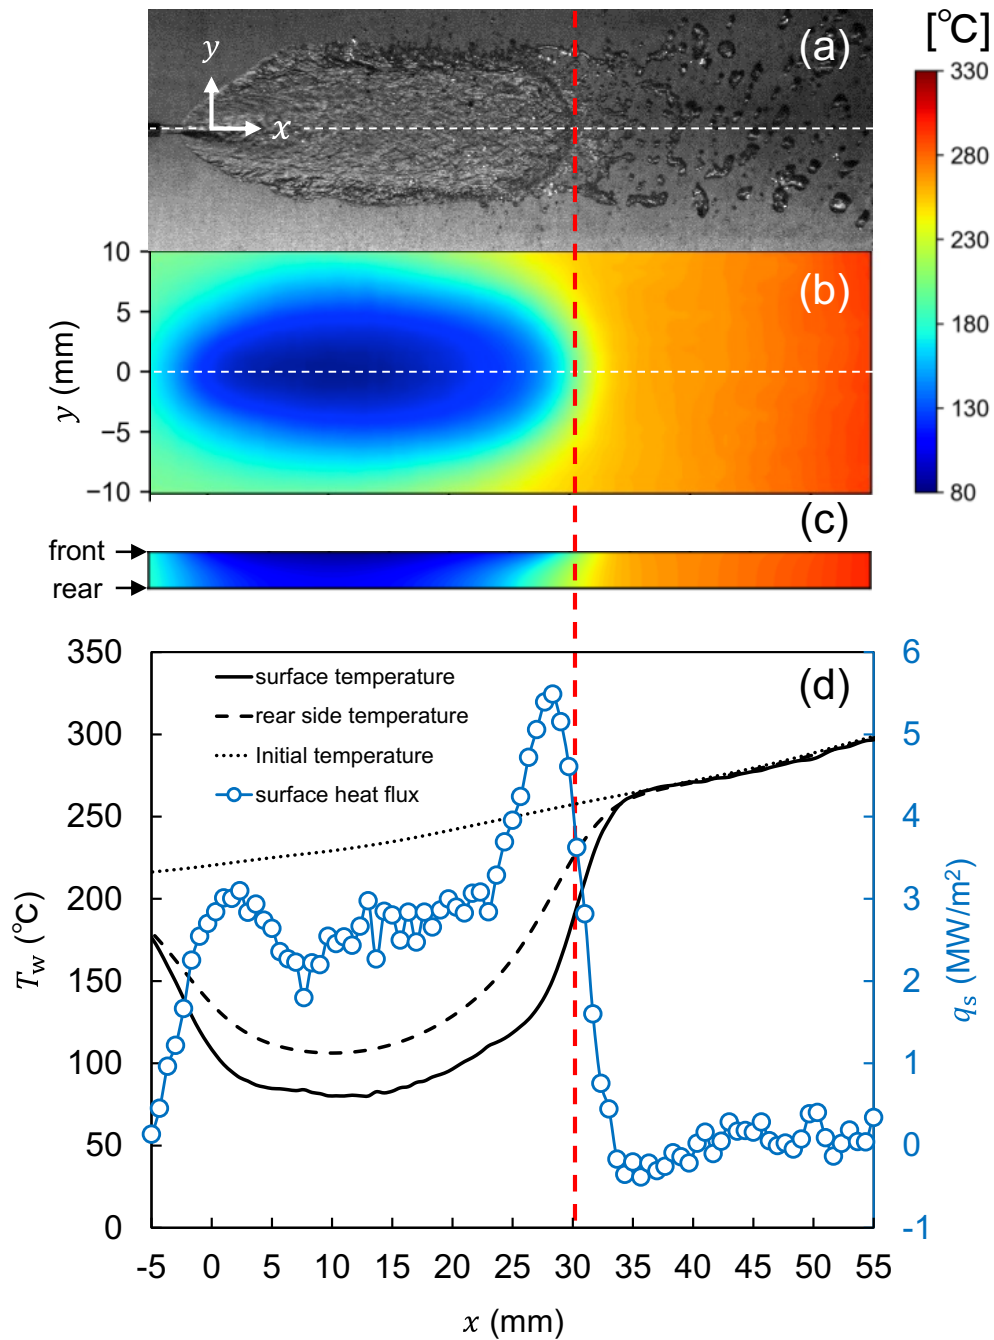 [°C]
(a)
y
x
330
280
230
180
130
80
(b)
10
5
0
−5
−10
y (mm)
(c)
front
rear
(d)
surface temperature
rear side temperature
Initial temperature
surface heat flux
350
300
250
200
150
100
50
0
T_w (°C)
6
5
4
3
2
1
0
-1
q_s (MW/m²)
-5 0 5 10 15 20 25 30 35 40 45 50 55
x (mm)